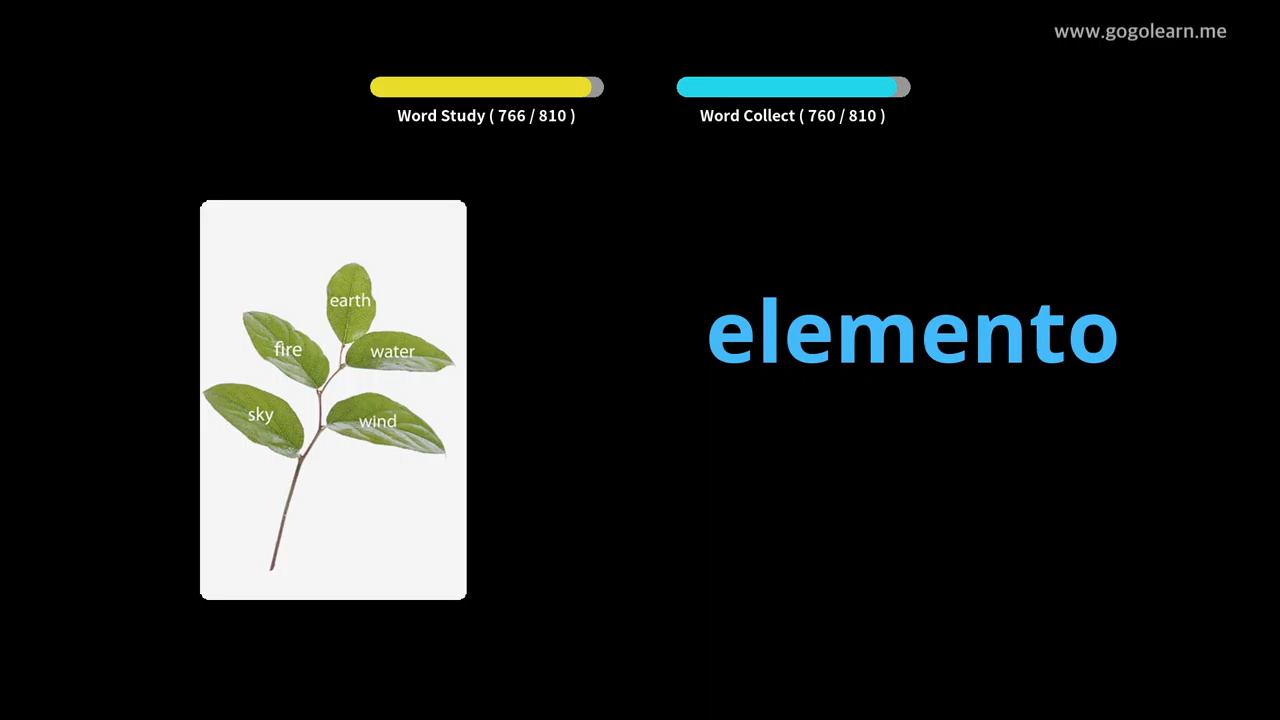 www.gogolearn.me
Word Study ( 766 / 810 )
Word Collect ( 760 / 810 )
earth
fire
water
sky
wind
elemento